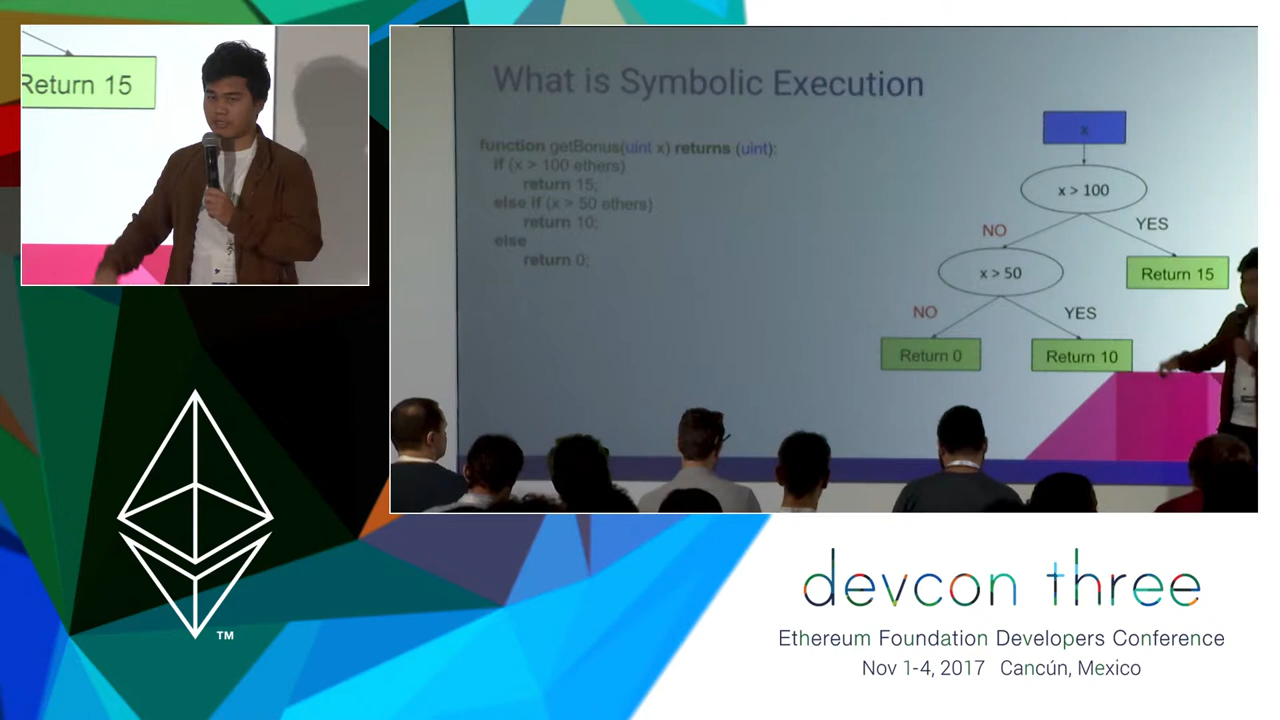 Return 15
What is Symbolic Execution
function getBonus(uint x) returns (uint):
if (x > 100 ethers)
return 15;
else if (x > 50 ethers)
return 10;
else
return 0;
x
x > 100
NO
YES
x > 50
Return 15
NO
YES
Return 0
Return 10
TM
devcon three
Ethereum Foundation Developers Conference
Nov 1-4, 2017 Cancún, Mexico